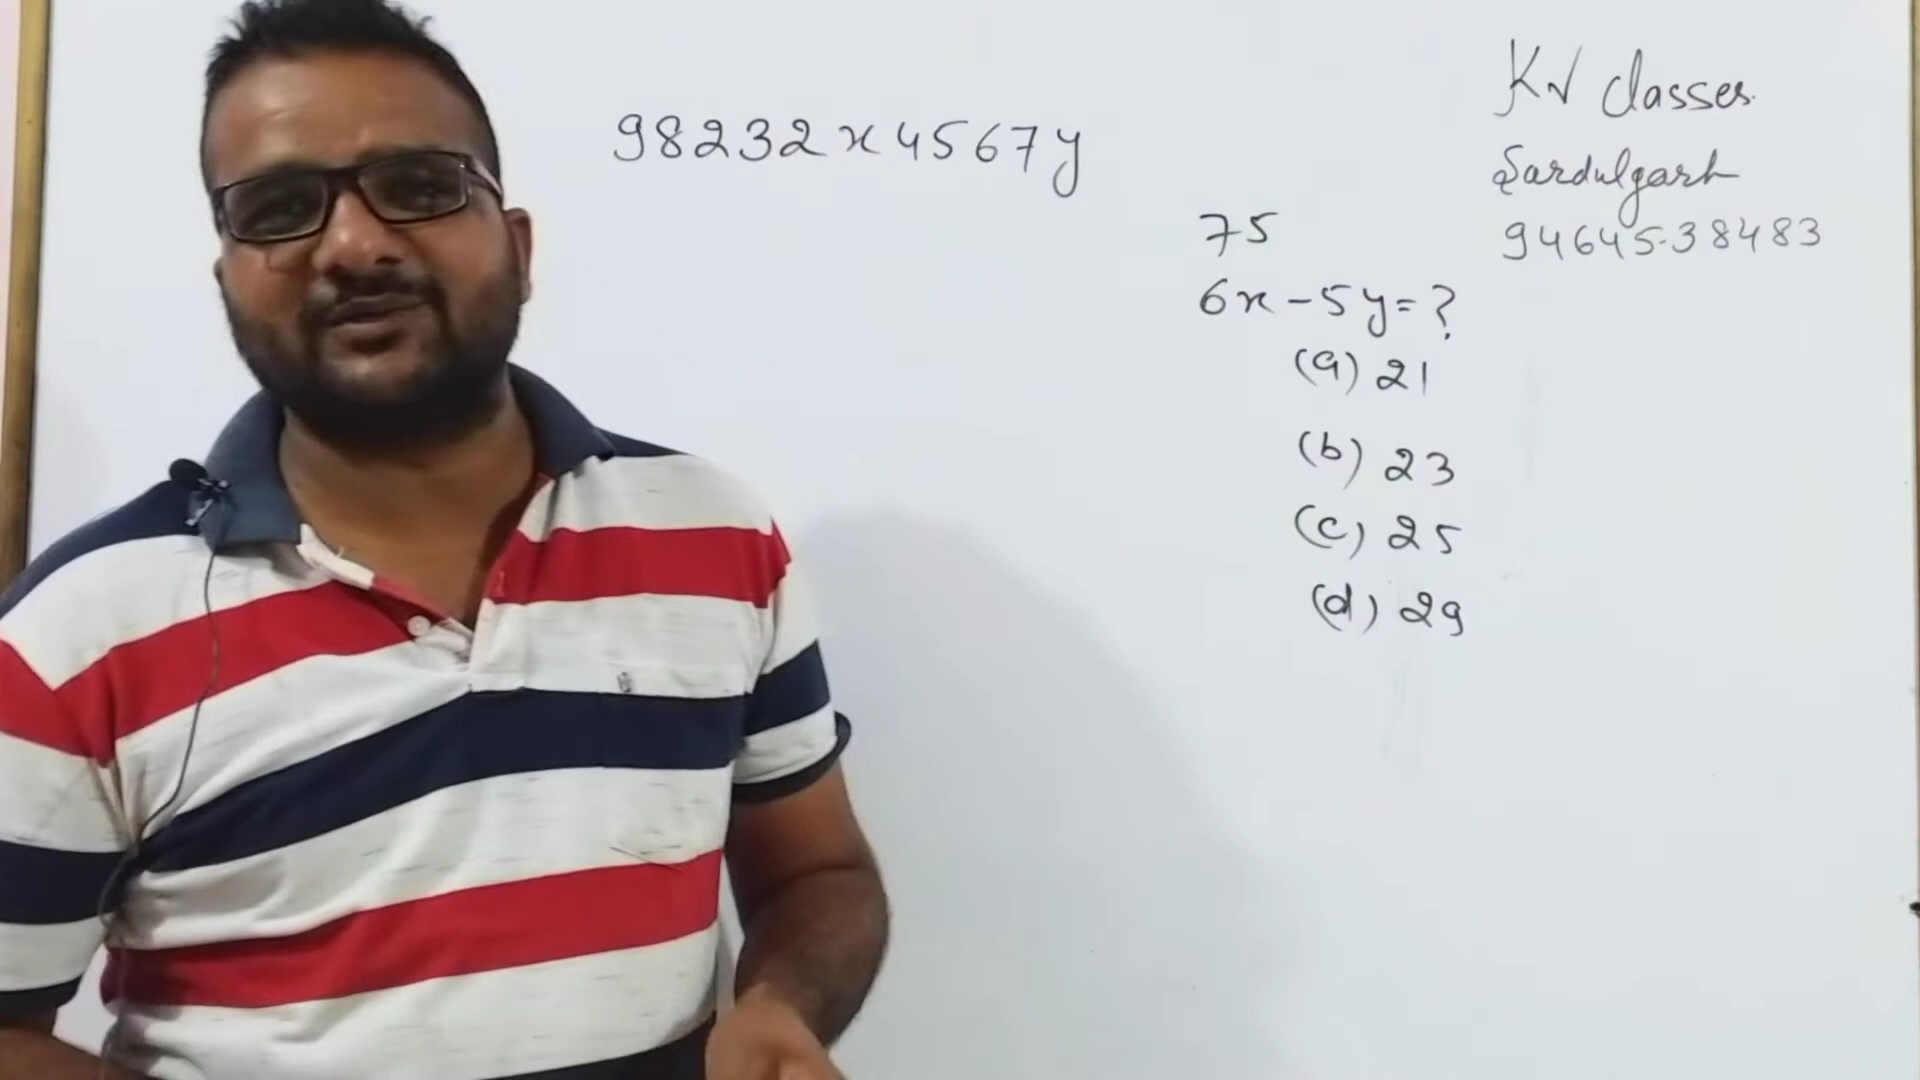 98232x4567y
KV classes.
Sardulgarh
94645-38483
75
6x-5y=?
(a) 21
(b) 23
(c) 25
(d) 29